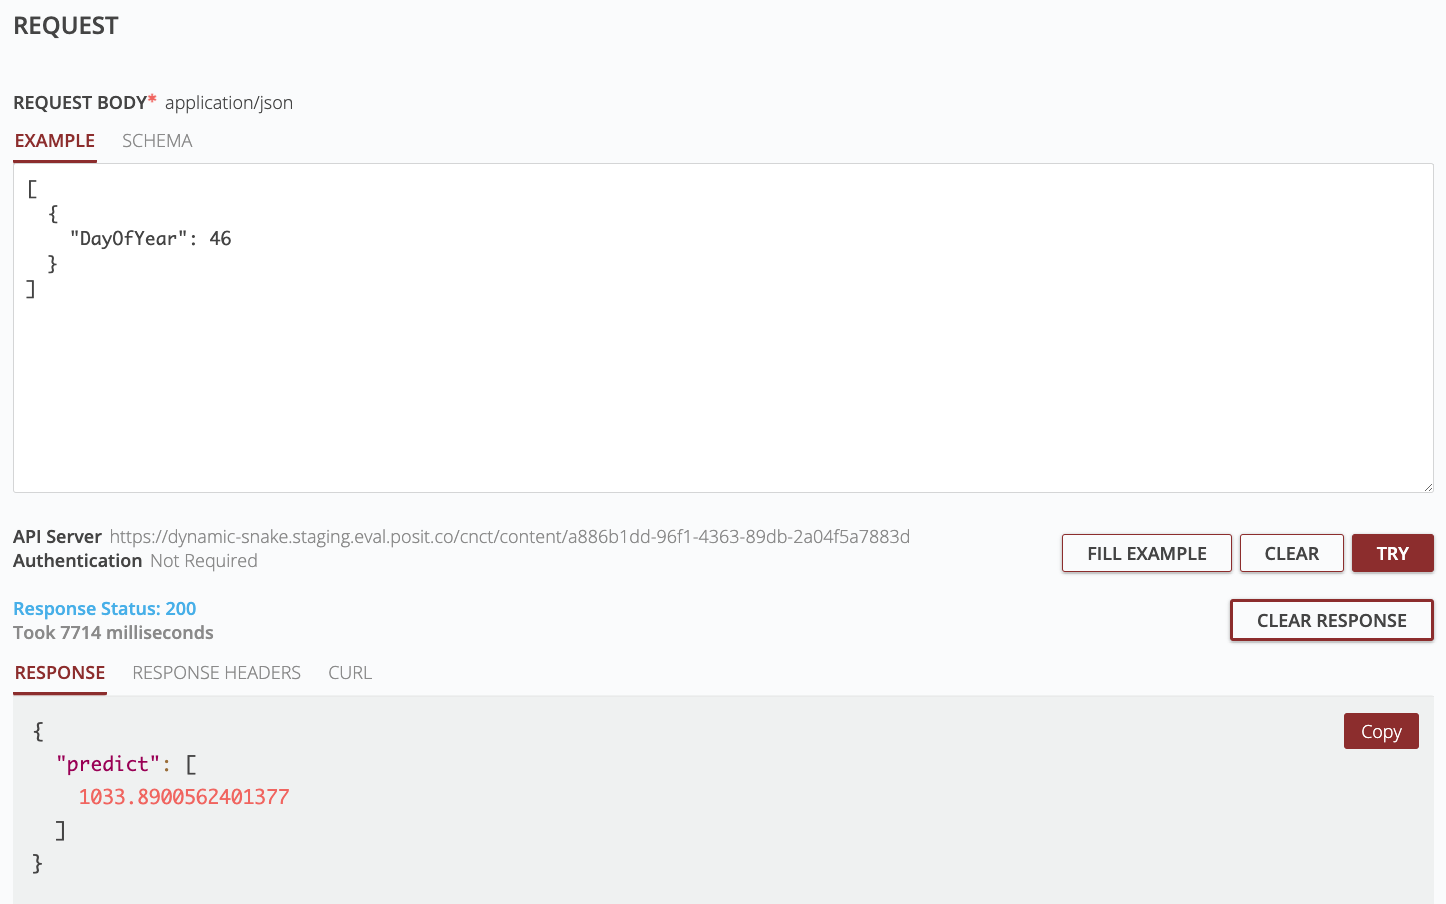 REQUEST
REQUEST BODY* application/json
EXAMPLE SCHEMA
[
  {
    "DayOfYear": 46
  }
]
API Server https://dynamic-snake.staging.eval.posit.co/cnct/content/a886b1dd-96f1-4363-89db-2a04f5a7883d
Authentication Not Required
FILL EXAMPLE CLEAR TRY
Response Status: 200
Took 7714 milliseconds
CLEAR RESPONSE
RESPONSE RESPONSE HEADERS CURL
Copy
{
  "predict": [
    1033.8900562401377
  ]
}